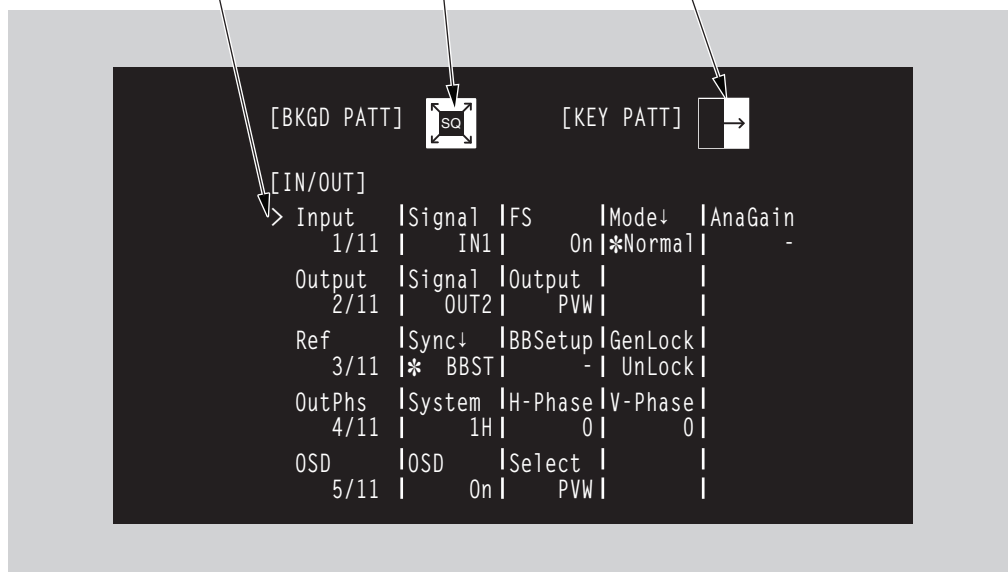 [BKGD PATT] SQ [KEY PATT] →
[IN/OUT]
> Input |Signal |FS |Mode↓ |AnaGain
1/11 | IN1| On|✽Normal| -
Output |Signal |Output | |
2/11 | OUT2| PVW| |
Ref |Sync↓ |BBSetup|GenLock|
3/11 |✽ BBST| -| UnLock|
OutPhs |System |H-Phase|V-Phase|
4/11 | 1H| 0| 0|
OSD |OSD |Select | |
5/11 | On| PVW| |